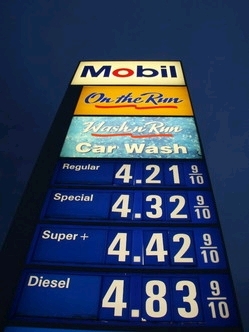 Mobil
On the Run
Wash n Run
Car Wash
Regular 4.21 9/10
Special 4.32 9/10
Super+ 4.42 9/10
Diesel 4.83 9/10